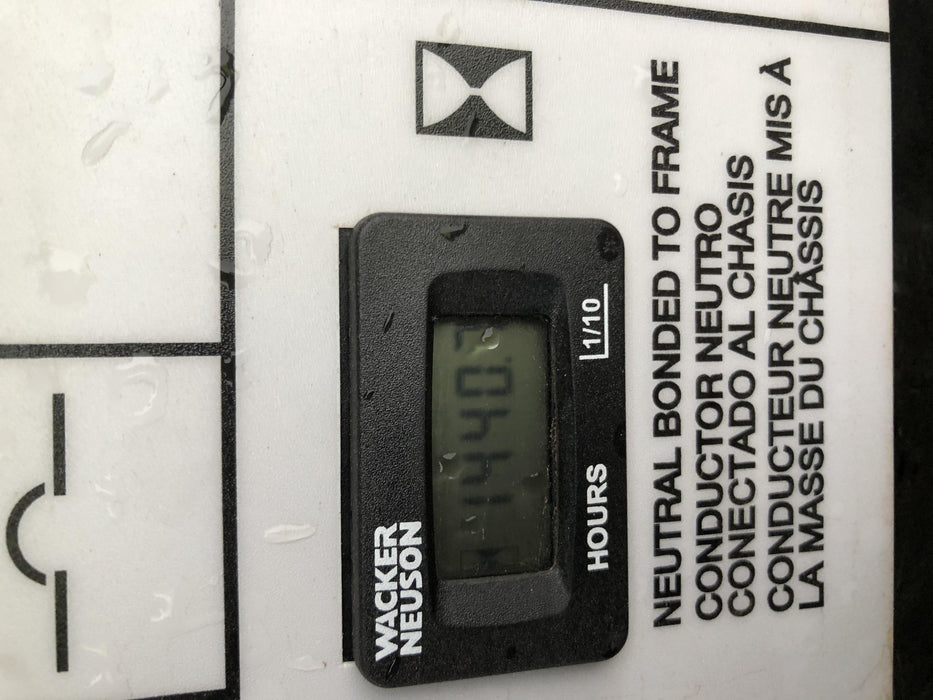 WACKER
NEUSON
1440.
HOURS
1/10
NEUTRAL BONDED TO FRAME
CONDUCTOR NEUTRO
CONECTADO AL CHASIS
CONDUCTEUR NEUTRE MIS À
LA MASSE DU CHÂSSIS